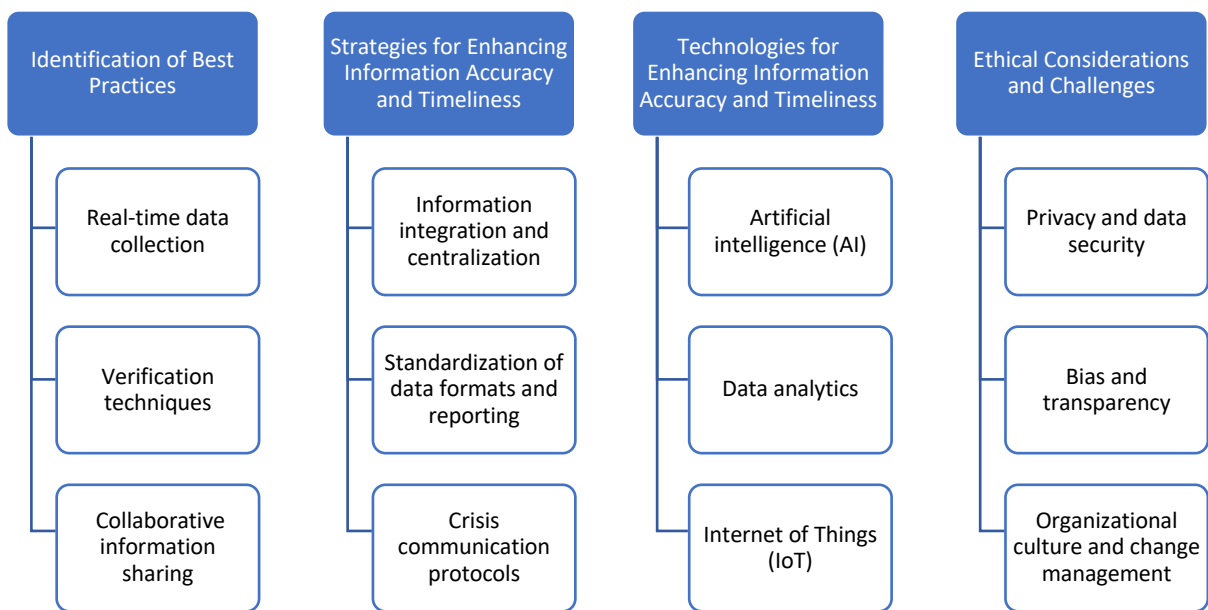 Identification of Best
Practices
Real-time data
collection
Verification
techniques
Collaborative
information
sharing
Strategies for Enhancing
Information Accuracy
and Timeliness
Information
integration and
centralization
Standardization of
data formats and
reporting
Crisis
communication
protocols
Technologies for
Enhancing Information
Accuracy and Timeliness
Artificial
intelligence (AI)
Data analytics
Internet of Things
(IoT)
Ethical Considerations
and Challenges
Privacy and data
security
Bias and
transparency
Organizational
culture and change
management